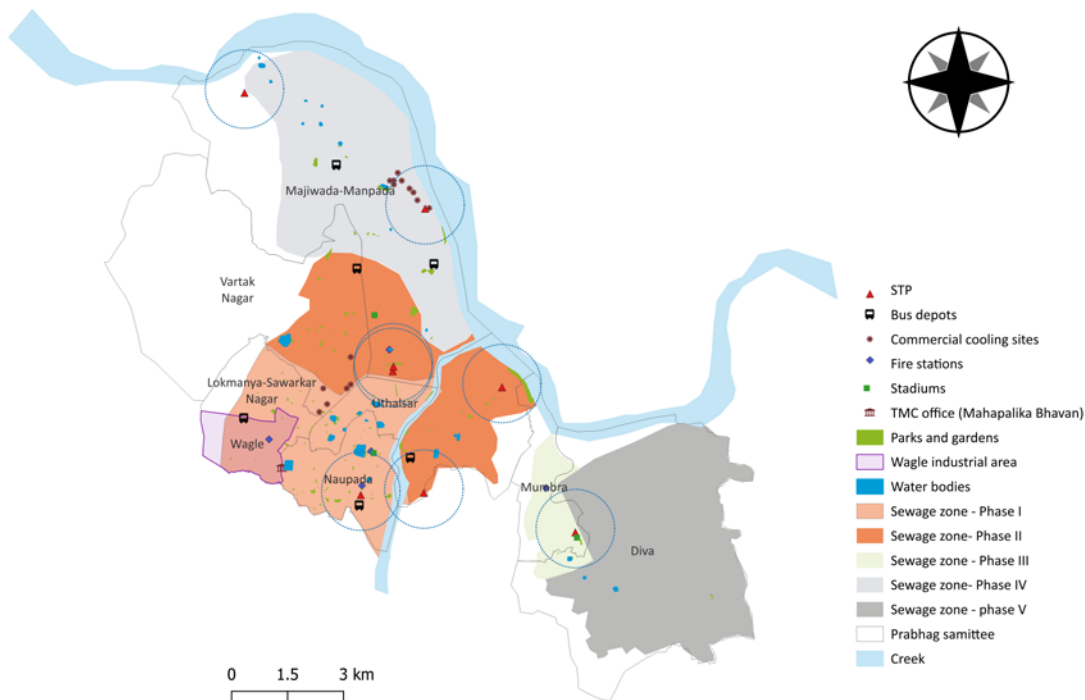 Majiwada-Manpada
Vartak
Nagar
Lokmanya-Sawarkar
Nagar
Uthalsar
Wagle
Naupada
Mumbra
Diva
STP
Bus depots
Commercial cooling sites
Fire stations
Stadiums
TMC office (Mahapalika Bhavan)
Parks and gardens
Wagle industrial area
Water bodies
Sewage zone - Phase I
Sewage zone- Phase II
Sewage zone - Phase III
Sewage zone- Phase IV
Sewage zone - phase V
Prabhag samittee
Creek
0 1.5 3 km